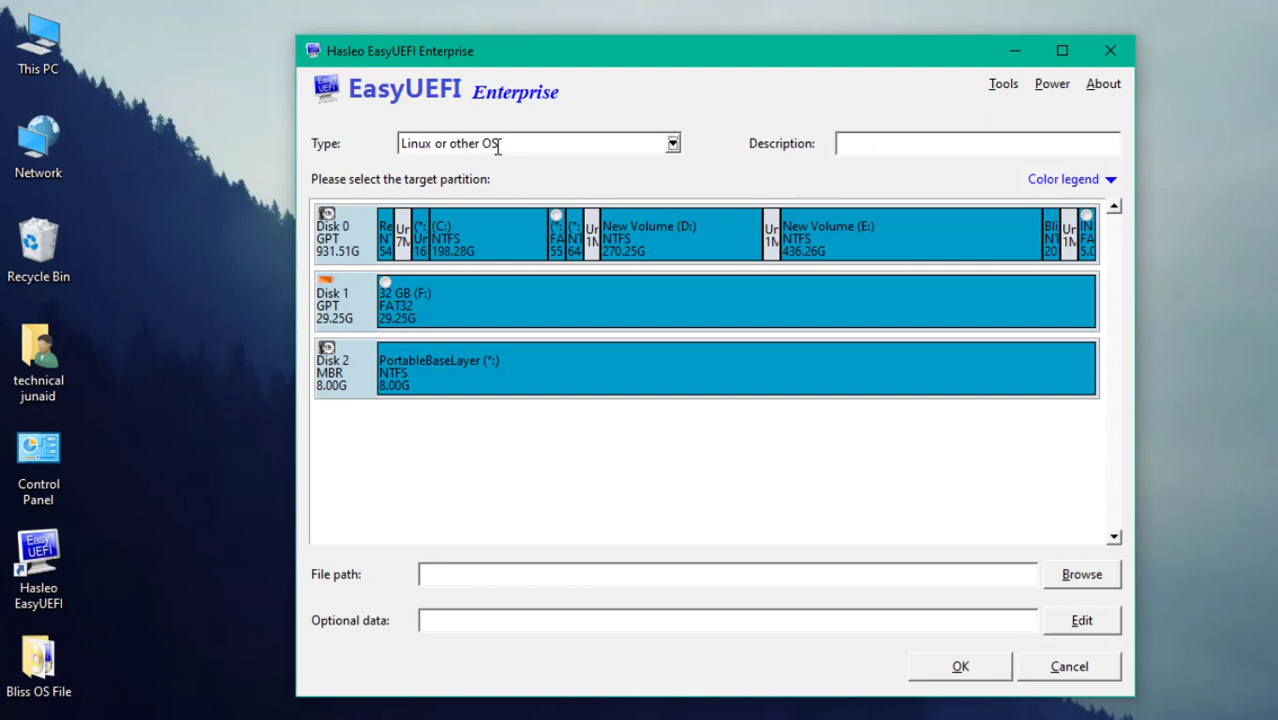 This PC
Network
Recycle Bin
technical
junaid
Control
Panel
EASY
UEFI
Hasleo
EasyUEFI
Bliss OS File
Hasleo EasyUEFI Enterprise
EasyUEFI Enterprise
Tools Power About
Type: Linux or other OS Description:
Please select the target partition: Color legend
Disk 0
GPT
931.51G
Re
NT
54
Ur
7M
(*:
Ur
16
(C:)
NTFS
198.28G
(*:
FA
55
(*:
NT
64
Ur
1M
New Volume (D:)
NTFS
270.25G
Ur
1M
New Volume (E:)
NTFS
436.26G
Bli
NT
20
Ur
1M
IN
FA
5.0
Disk 1
GPT
29.25G
32 GB (F:)
FAT32
29.25G
Disk 2
MBR
8.00G
PortableBaseLayer (*:)
NTFS
8.00G
File path: Browse
Optional data: Edit
OK Cancel